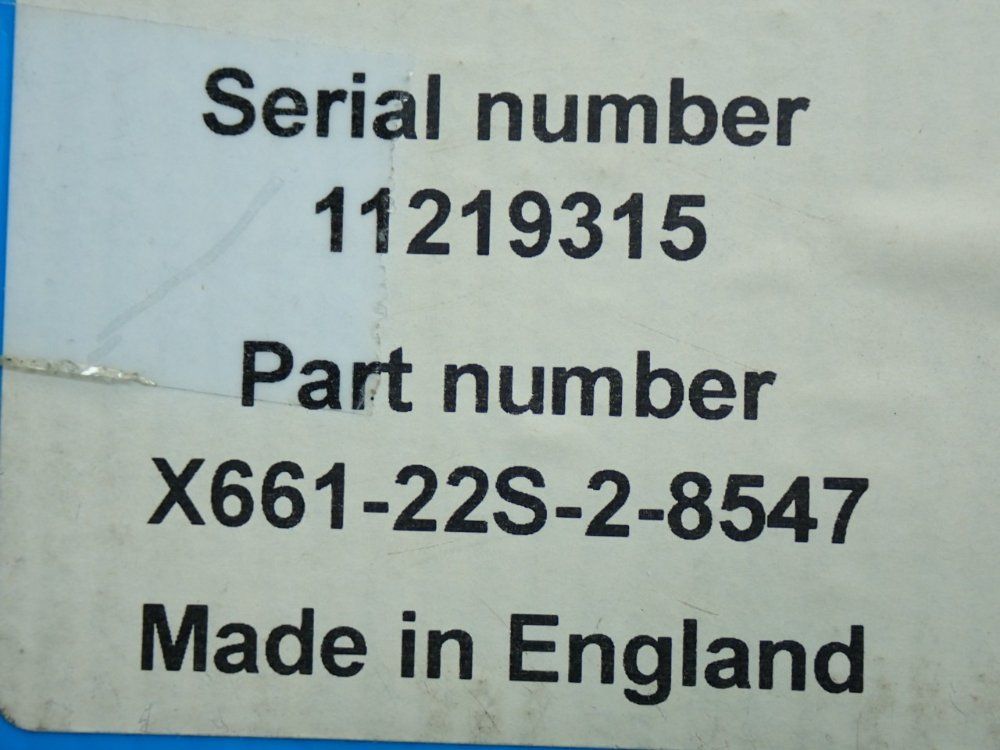 Serial number
11219315
Part number
X661-22S-2-8547
Made in England